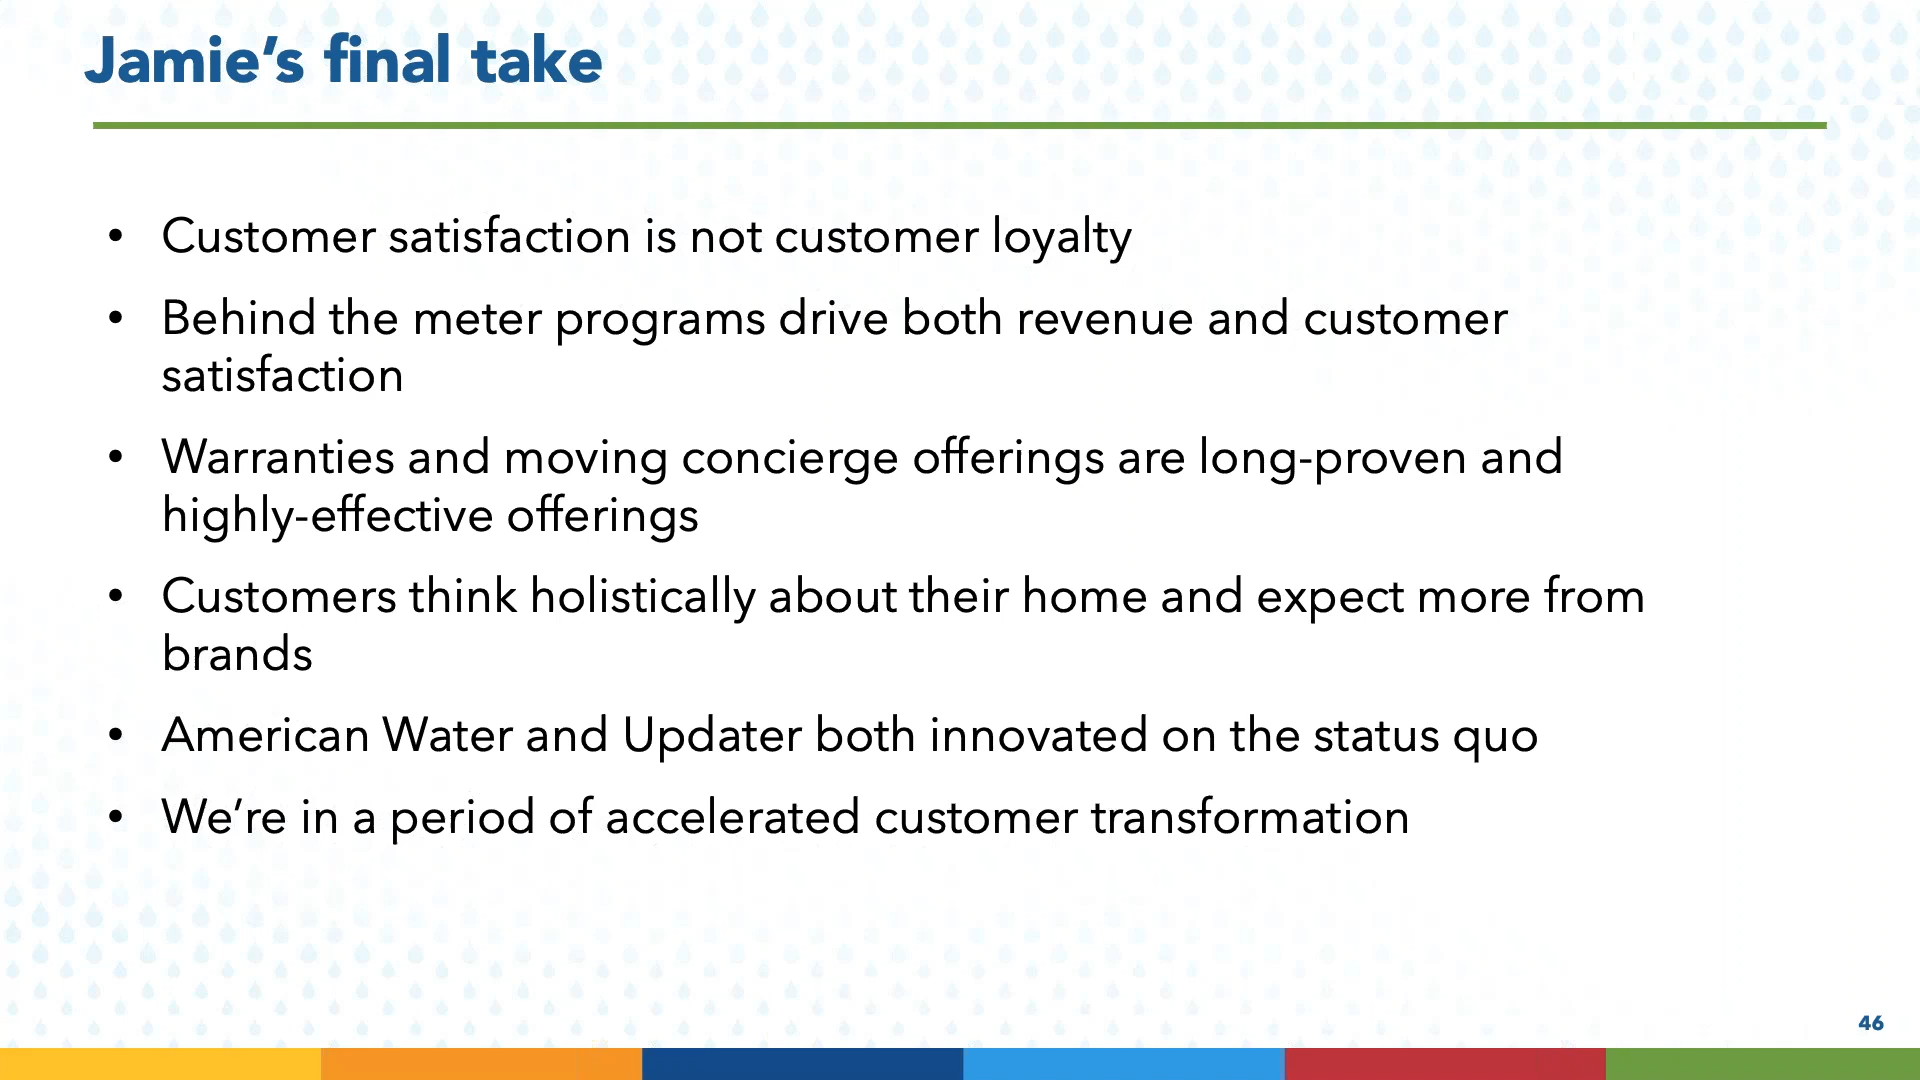 Jamie’s final take
• Customer satisfaction is not customer loyalty
• Behind the meter programs drive both revenue and customer
satisfaction
• Warranties and moving concierge offerings are long-proven and
highly-effective offerings
• Customers think holistically about their home and expect more from
brands
• American Water and Updater both innovated on the status quo
• We’re in a period of accelerated customer transformation
46